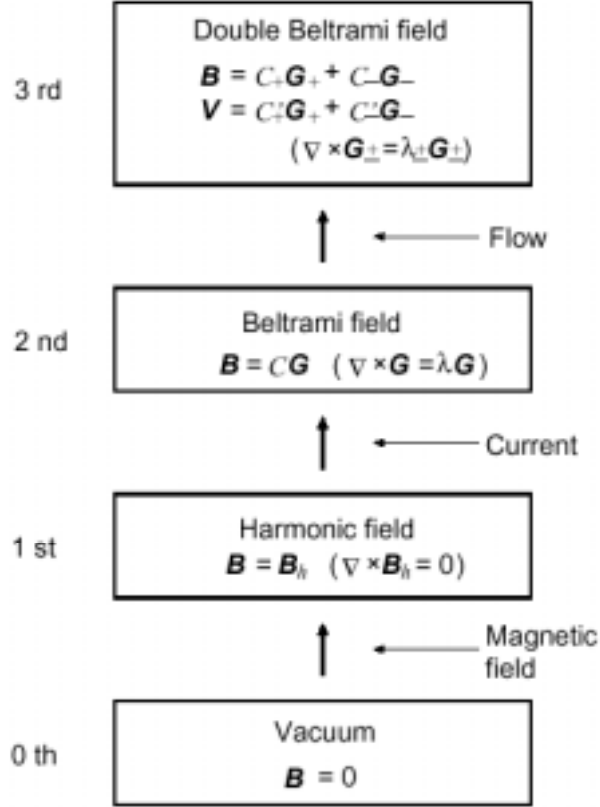 Double Beltrami field
3 rd
B = C₊G₊ + C₋G₋
V = C'₊G₊ + C'₋G₋
(∇ × G± = λ±G±)
Flow
Beltrami field
2 nd
B = CG (∇ × G = λG)
Current
Harmonic field
1 st
B = Bₕ (∇ × Bₕ = 0)
Magnetic
field
Vacuum
0 th
B = 0